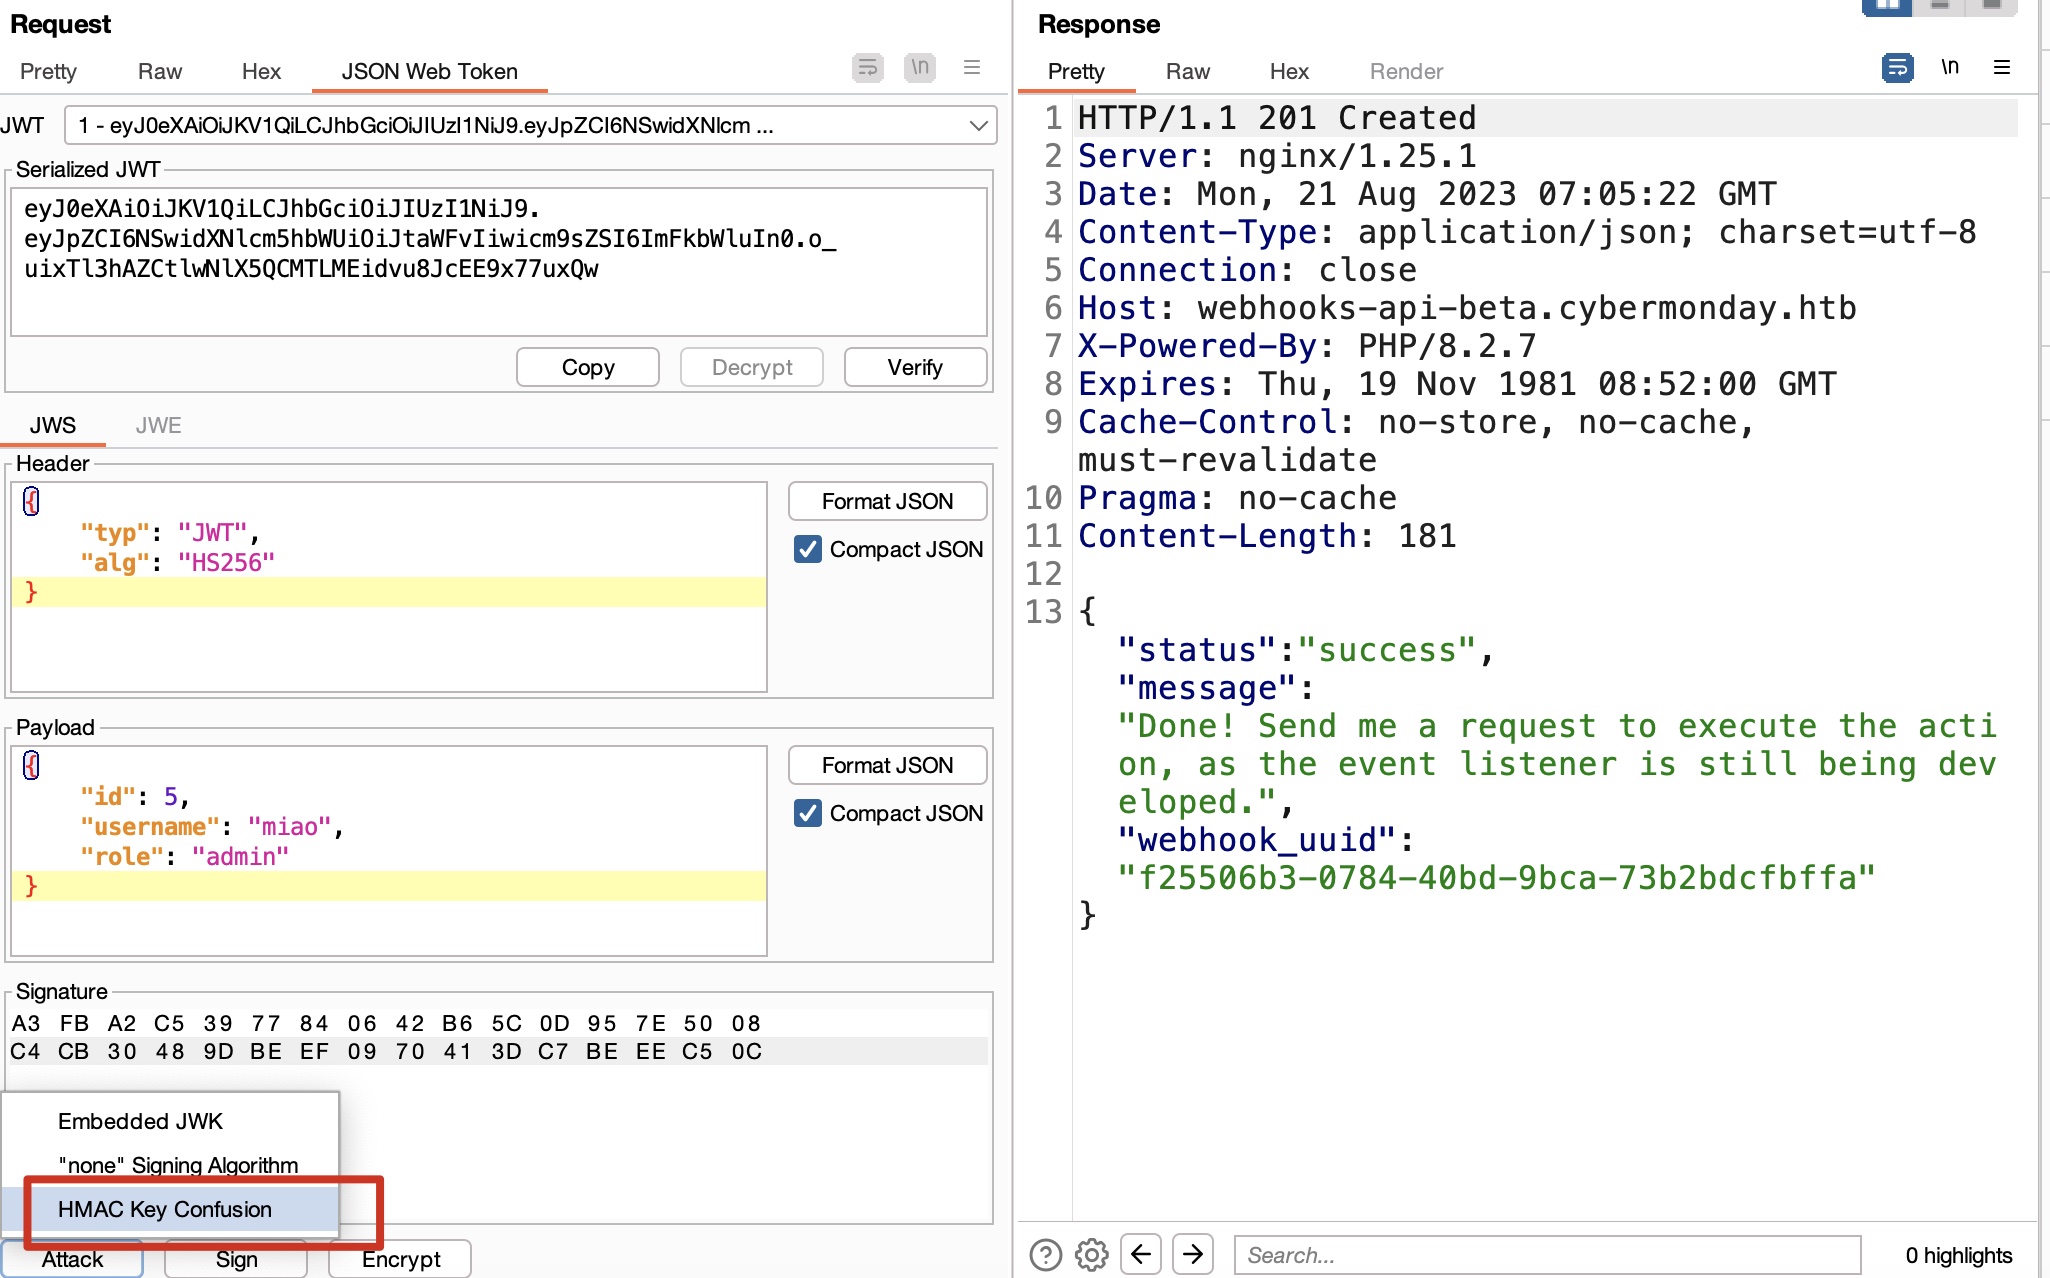 Request
Pretty Raw Hex JSON Web Token
\n
JWT 1 - eyJ0eXAiOiJKV1QiLCJhbGciOiJIUzI1NiJ9.eyJpZCI6NSwidXNlcm ...
Serialized JWT
eyJ0eXAiOiJKV1QiLCJhbGciOiJIUzI1NiJ9.
eyJpZCI6NSwidXNlcm5hbWUiOiJtaWFvIiwicm9sZSI6ImFkbWluIn0.o_
uixTl3hAZCtlwNlX5QCMTLMEidvu8JcEE9x77uxQw
Copy Decrypt Verify
JWS JWE
Header
{
"typ": "JWT",
"alg": "HS256"
}
Format JSON
Compact JSON
Payload
{
"id": 5,
"username": "miao",
"role": "admin"
}
Format JSON
Compact JSON
Signature
A3 FB A2 C5 39 77 84 06 42 B6 5C 0D 95 7E 50 08
C4 CB 30 48 9D BE EF 09 70 41 3D C7 BE EE C5 0C
Embedded JWK
"none" Signing Algorithm
HMAC Key Confusion
Attack Sign Encrypt
Response
Pretty Raw Hex Render
\n
1 HTTP/1.1 201 Created
2 Server: nginx/1.25.1
3 Date: Mon, 21 Aug 2023 07:05:22 GMT
4 Content-Type: application/json; charset=utf-8
5 Connection: close
6 Host: webhooks-api-beta.cybermonday.htb
7 X-Powered-By: PHP/8.2.7
8 Expires: Thu, 19 Nov 1981 08:52:00 GMT
9 Cache-Control: no-store, no-cache,
must-revalidate
10 Pragma: no-cache
11 Content-Length: 181
12
13 {
"status":"success",
"message":
"Done! Send me a request to execute the acti
on, as the event listener is still being dev
eloped.",
"webhook_uuid":
"f25506b3-0784-40bd-9bca-73b2bdcfbffa"
}
? Search... 0 highlights